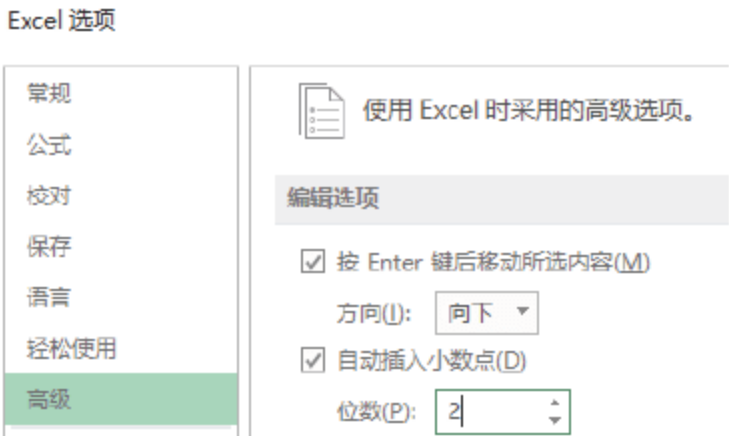 Excel 选项
常规
公式
校对
保存
语言
轻松使用
高级
使用 Excel 时采用的高级选项。
编辑选项
按 Enter 键后移动所选内容(M)
方向(I): 向下
自动插入小数点(D)
位数(P): 2